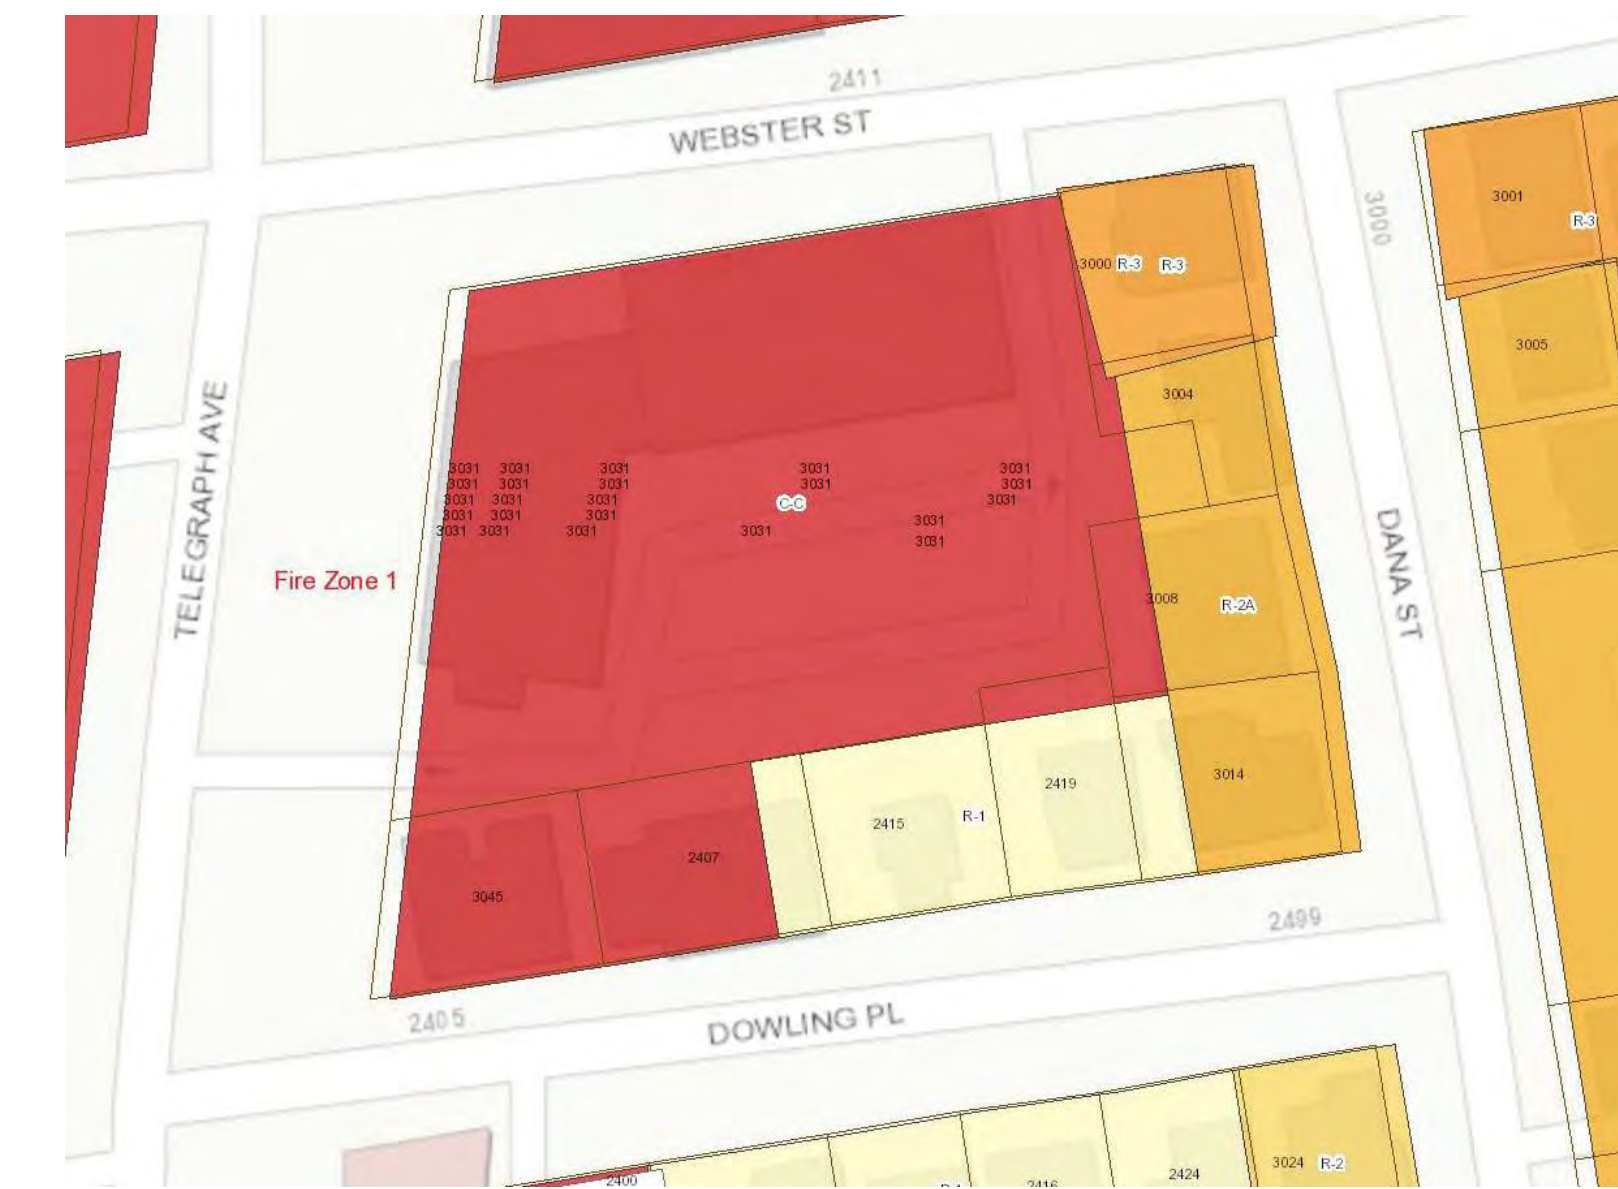 2411
WEBSTER ST
3000
3001
R-3
3000 R-3 R-3
3005
3004
TELEGRAPH AVE
3031 3031 3031 3031 3031
3031 3031 3031 3031 3031
3031 3031 3031 3031
C-C
3031 3031 3031 3031
3031 3031 3031 3031
3031
DANA ST
Fire Zone 1
3008 R-2A
3014
2419
2415 R-1
2407
3045
2499
2405
DOWLING PL
3024 R-2
2424
2400
2416